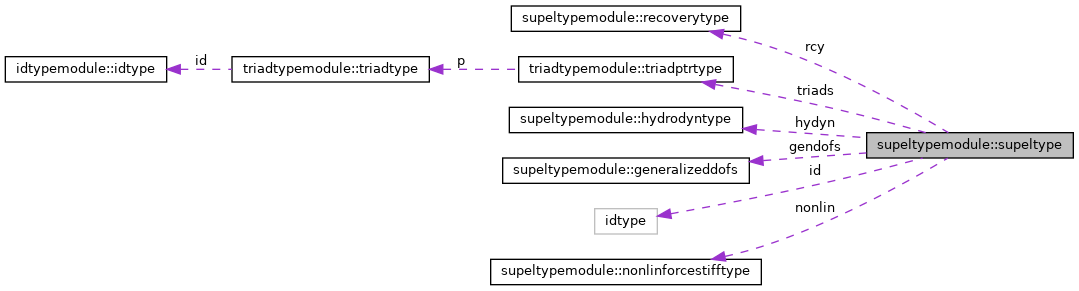 supeltypemodule::recoverytype
rcy
idtypemodule::idtype
id
triadtypemodule::triadtype
p
triadtypemodule::triadptrtype
triads
supeltypemodule::hydrodyntype
hydyn
supeltypemodule::supeltype
gendofs
supeltypemodule::generalizeddofs
id
idtype
nonlin
supeltypemodule::nonlinforcestifftype